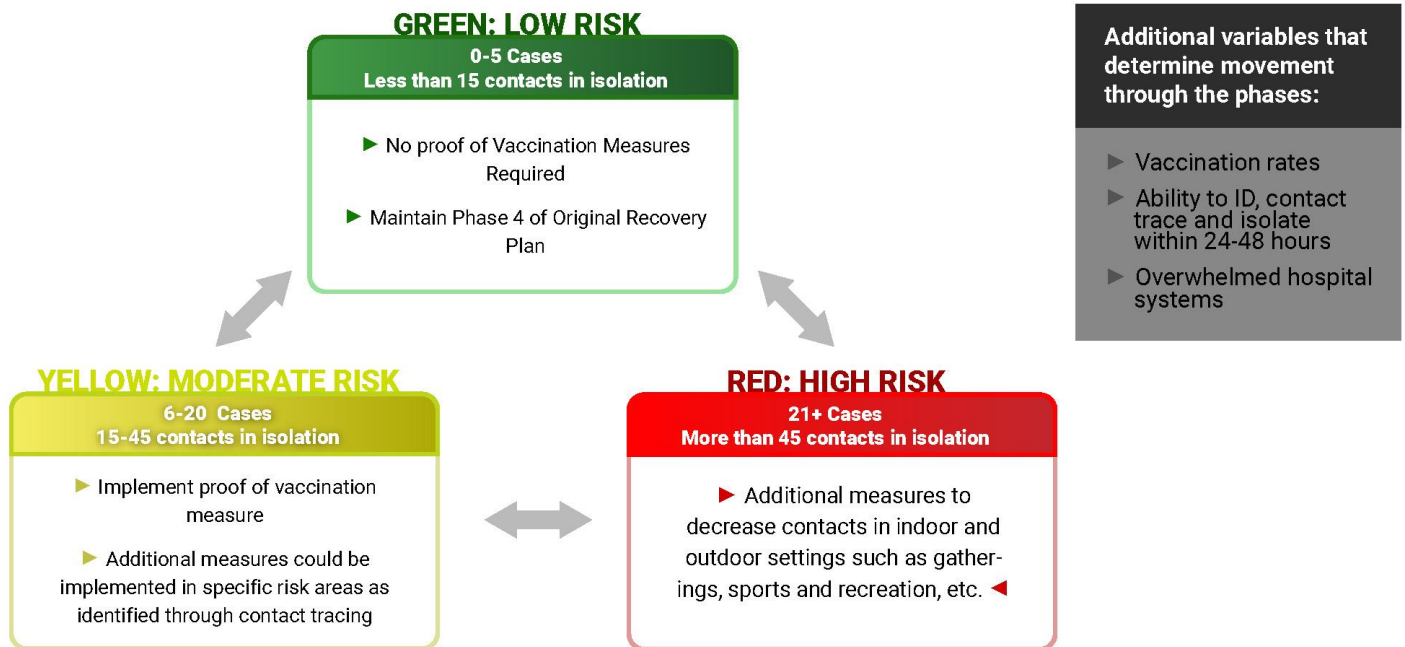 GREEN: LOW RISK
0-5 Cases
Less than 15 contacts in isolation
► No proof of Vaccination Measures
Required
► Maintain Phase 4 of Original Recovery
Plan
Additional variables that
determine movement
through the phases:
► Vaccination rates
► Ability to ID, contact
trace and isolate
within 24-48 hours
► Overwhelmed hospital
systems
YELLOW: MODERATE RISK
6-20 Cases
15-45 contacts in isolation
► Implement proof of vaccination
measure
► Additional measures could be
implemented in specific risk areas as
identified through contact tracing
RED: HIGH RISK
21+ Cases
More than 45 contacts in isolation
► Additional measures to
decrease contacts in indoor and
outdoor settings such as gather-
ings, sports and recreation, etc. ◄